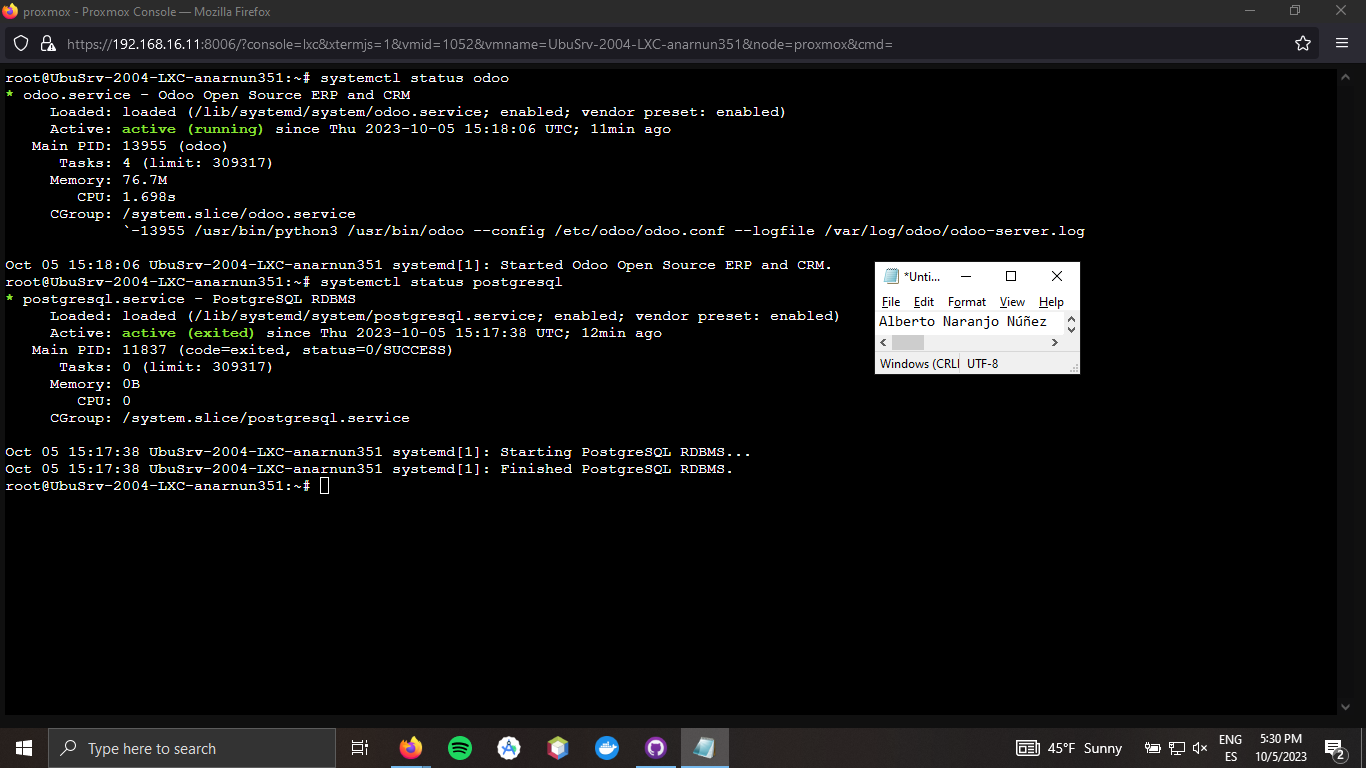 proxmox - Proxmox Console — Mozilla Firefox
https://192.168.16.11:8006/?console=lxc&xtermjs=1&vmid=1052&vmname=UbuSrv-2004-LXC-anarnun351&node=proxmox&cmd=
root@UbuSrv-2004-LXC-anarnun351:~# systemctl status odoo
* odoo.service - Odoo Open Source ERP and CRM
     Loaded: loaded (/lib/systemd/system/odoo.service; enabled; vendor preset: enabled)
     Active: active (running) since Thu 2023-10-05 15:18:06 UTC; 11min ago
   Main PID: 13955 (odoo)
      Tasks: 4 (limit: 309317)
     Memory: 76.7M
        CPU: 1.698s
     CGroup: /system.slice/odoo.service
             `-13955 /usr/bin/python3 /usr/bin/odoo --config /etc/odoo/odoo.conf --logfile /var/log/odoo/odoo-server.log
Oct 05 15:18:06 UbuSrv-2004-LXC-anarnun351 systemd[1]: Started Odoo Open Source ERP and CRM.
root@UbuSrv-2004-LXC-anarnun351:~# systemctl status postgresql
* postgresql.service - PostgreSQL RDBMS
     Loaded: loaded (/lib/systemd/system/postgresql.service; enabled; vendor preset: enabled)
     Active: active (exited) since Thu 2023-10-05 15:17:38 UTC; 12min ago
   Main PID: 11837 (code=exited, status=0/SUCCESS)
      Tasks: 0 (limit: 309317)
     Memory: 0B
        CPU: 0
     CGroup: /system.slice/postgresql.service
Oct 05 15:17:38 UbuSrv-2004-LXC-anarnun351 systemd[1]: Starting PostgreSQL RDBMS...
Oct 05 15:17:38 UbuSrv-2004-LXC-anarnun351 systemd[1]: Finished PostgreSQL RDBMS.
root@UbuSrv-2004-LXC-anarnun351:~#
*Unti...
File Edit Format View Help
Alberto Naranjo Núñez
Windows (CRLI UTF-8
Type here to search
45°F Sunny
ENG
ES
5:30 PM
10/5/2023
2